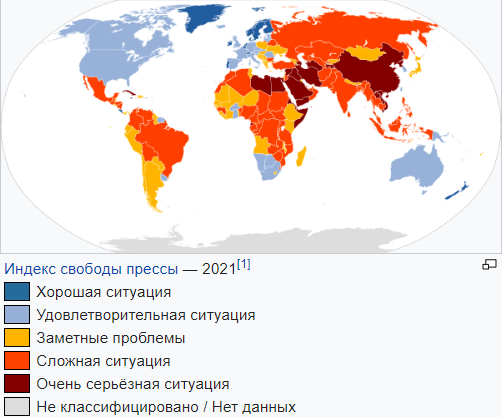 Индекс свободы прессы — 2021[1]
Хорошая ситуация
Удовлетворительная ситуация
Заметные проблемы
Сложная ситуация
Очень серьёзная ситуация
Не классифицировано / Нет данных